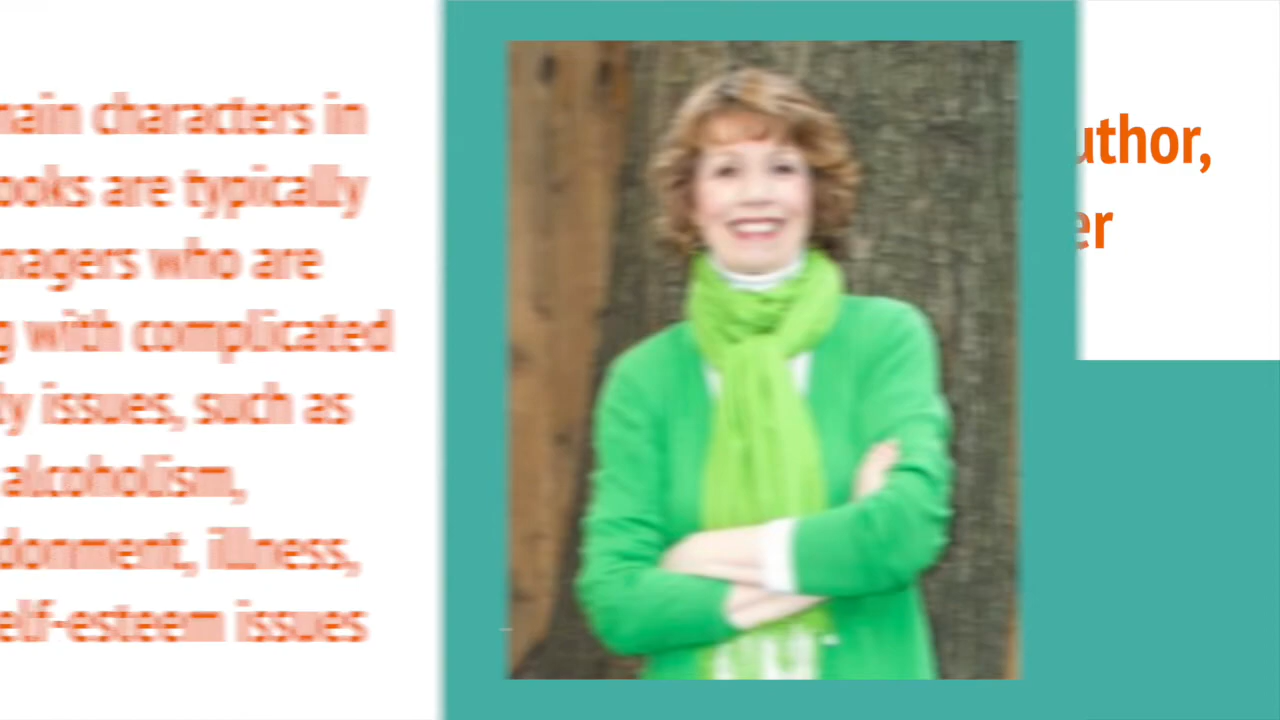 nain characters in
ooks are typically
nagers who are
g with complicated
ly issues, such as
alcoholism,
donment, illness,
elf-esteem issues
uthor,
er